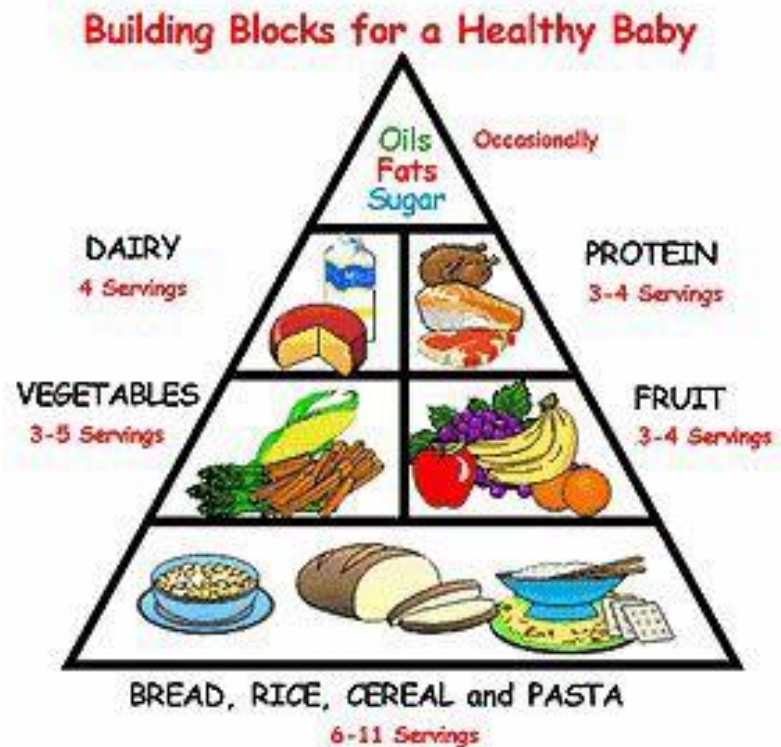 Building Blocks for a Healthy Baby
Oils
Fats
Sugar
Occasionally
DAIRY
4 Servings
PROTEIN
3-4 Servings
VEGETABLES
3-5 Servings
FRUIT
3-4 Servings
BREAD, RICE, CEREAL and PASTA
6-11 Servings